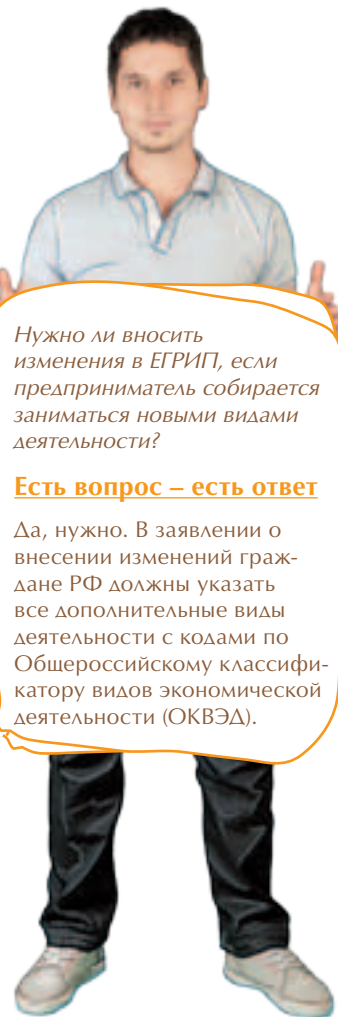 Нужно ли вносить
изменения в ЕГРИП, если
предприниматель собирается
заниматься новыми видами
деятельности?
Есть вопрос – есть ответ
Да, нужно. В заявлении о
внесении изменений граж-
дане РФ должны указать
все дополнительные виды
деятельности с кодами по
Общероссийскому классифи-
катору видов экономической
деятельности (ОКВЭД).